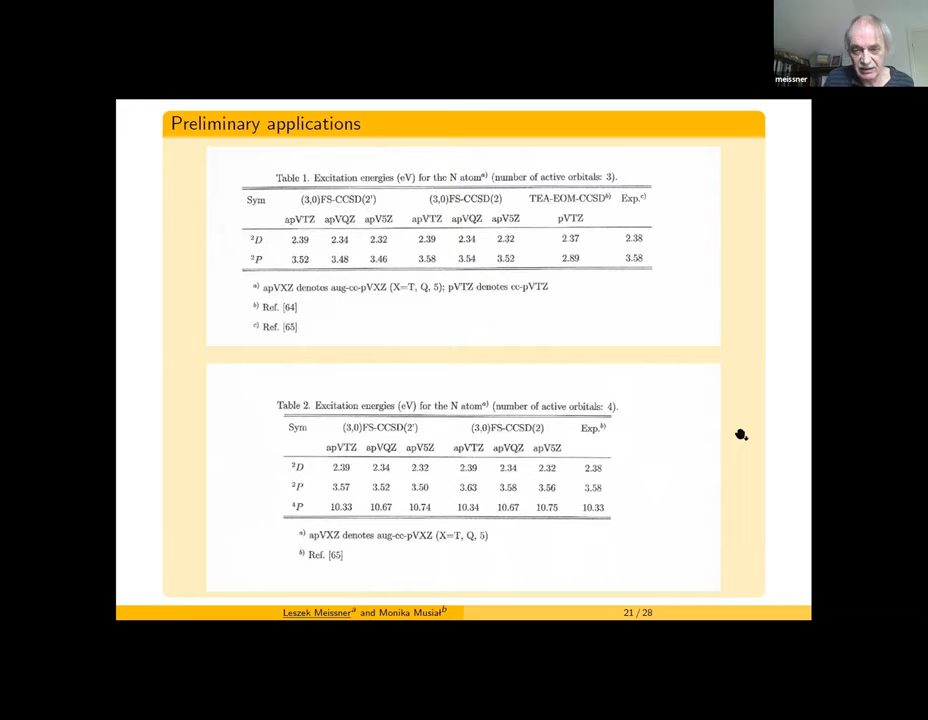 meissner
Preliminary applications
Table 1. Excitation energies (eV) for the N atom a) (number of active orbitals: 3).
Sym (3,0)FS-CCSD(2') (3,0)FS-CCSD(2) TEA-EOM-CCSD b) Exp. c)
apVTZ apVQZ apV5Z apVTZ apVQZ apV5Z pVTZ
2D 2.39 2.34 2.32 2.39 2.34 2.32 2.37 2.38
2P 3.52 3.48 3.46 3.58 3.54 3.52 2.89 3.58
a) apVXZ denotes aug-cc-pVXZ (X=T, Q, 5); pVTZ denotes cc-pVTZ
b) Ref. [64]
c) Ref. [65]
Table 2. Excitation energies (eV) for the N atom a) (number of active orbitals: 4).
Sym (3,0)FS-CCSD(2') (3,0)FS-CCSD(2) Exp. b)
apVTZ apVQZ apV5Z apVTZ apVQZ apV5Z
2D 2.39 2.34 2.32 2.39 2.34 2.32 2.38
2P 3.57 3.52 3.50 3.63 3.58 3.56 3.58
4P 10.33 10.67 10.74 10.34 10.67 10.75 10.33
a) apVXZ denotes aug-cc-pVXZ (X=T, Q, 5)
b) Ref. [65]
Leszek Meissner a and Monika Musiał b 21 / 28